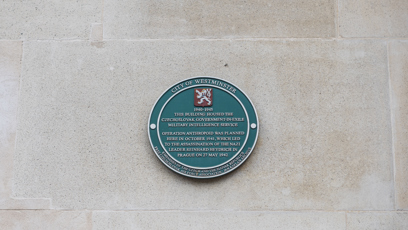 CITY OF WESTMINSTER
1940-1945
THIS BUILDING HOUSED THE
CZECHOSLOVAK GOVERNMENT-IN-EXILE
MILITARY INTELLIGENCE SERVICE
OPERATION ANTHROPOID WAS PLANNED
HERE IN OCTOBER 1941, WHICH LED
TO THE ASSASSINATION OF THE NAZI
LEADER REINHARD HEYDRICH IN
PRAGUE ON 27 MAY 1942